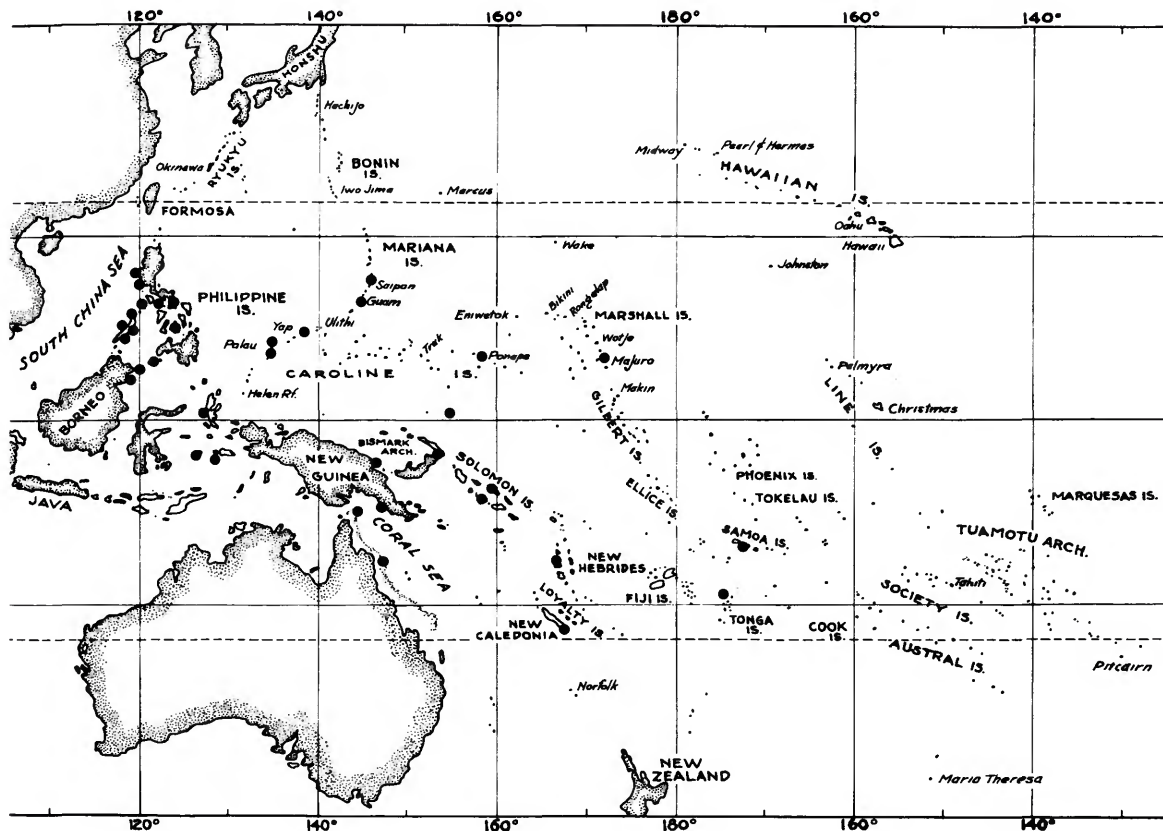 120° 140° 160° 180° 160° 140°
HONSHU
Hachijo
Okinawa
RYUKYU
IS.
BONIN
IS.
Iwo Jima
Marcus
Midway
Pearl & Hermes
HAWAIIAN
IS.
FORMOSA
Oahu
Hawaii
MARIANA
IS.
Wake
Johnston
SOUTH CHINA SEA
Saipan
Guam
PHILIPPINE
IS.
Bikini
Rongelap
Eniwetok
MARSHALL IS.
Yap
Ulithi
Wotje
Palau
Truk
Ponape
Majuro
CAROLINE IS.
Palmyra
Helen Rf.
Makin
LINE
IS.
Christmas
BORNEO
GILBERT
IS.
BISMARK
ARCH.
NEW
GUINEA
SOLOMON IS.
PHOENIX IS.
JAVA
ELLICE IS.
TOKELAU IS.
MARQUESAS IS.
CORAL SEA
SAMOA IS.
TUAMOTU ARCH.
NEW
HEBRIDES
FIJI IS.
Tahiti
LOYALTY IS.
SOCIETY IS.
NEW
CALEDONIA
TONGA
IS.
COOK
IS.
AUSTRAL IS.
Pitcairn
Norfolk
NEW
ZEALAND
Maria Theresa
120° 140° 160° 180° 160° 140°